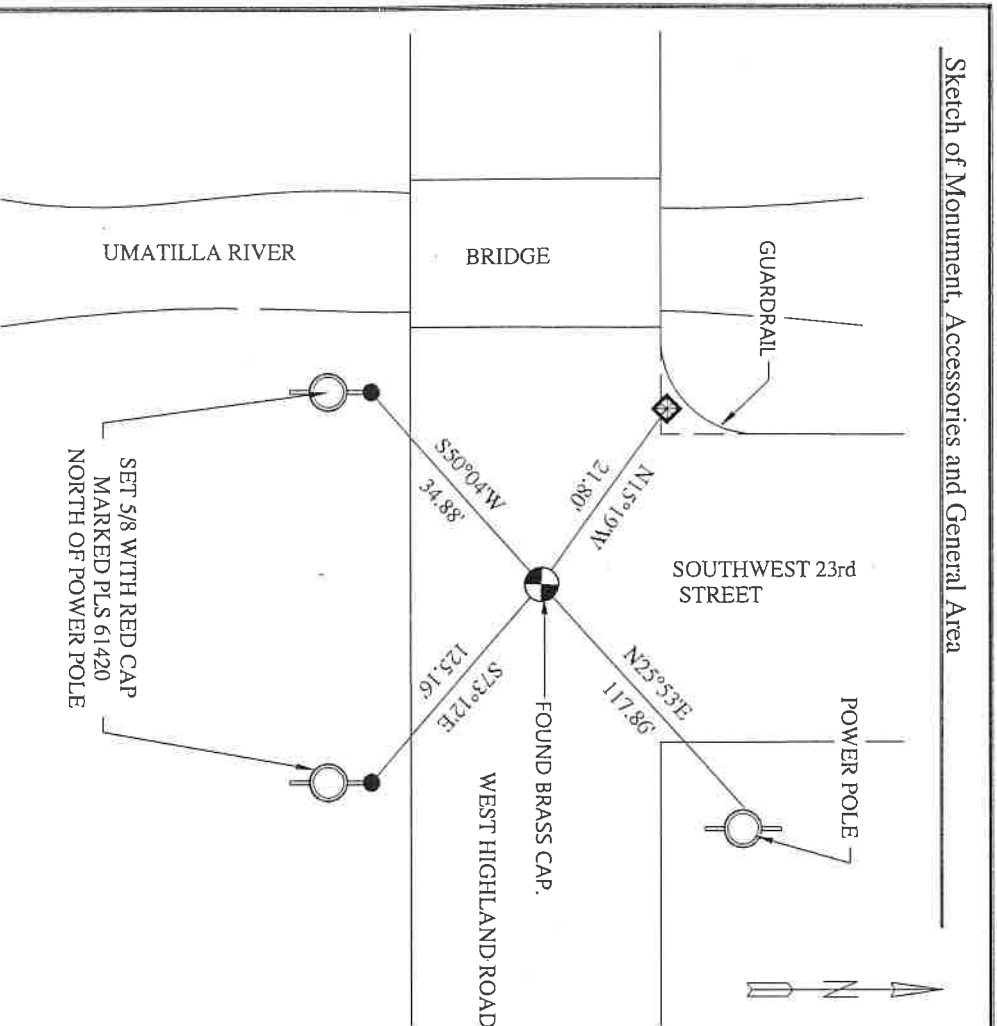 Sketch of Monument, Accessories and General Area
GUARDRAIL
UMATILLA RIVER
BRIDGE
SOUTHWEST 23rd
STREET
POWER POLE
N15°19'W
21.80'
S50°04'W
34.88'
N25°53'E
117.86'
S73°12'E
125.16'
FOUND BRASS CAP.
WEST HIGHLAND ROAD
SET 5/8 WITH RED CAP
MARKED PLS 61420
NORTH OF POWER POLE
N